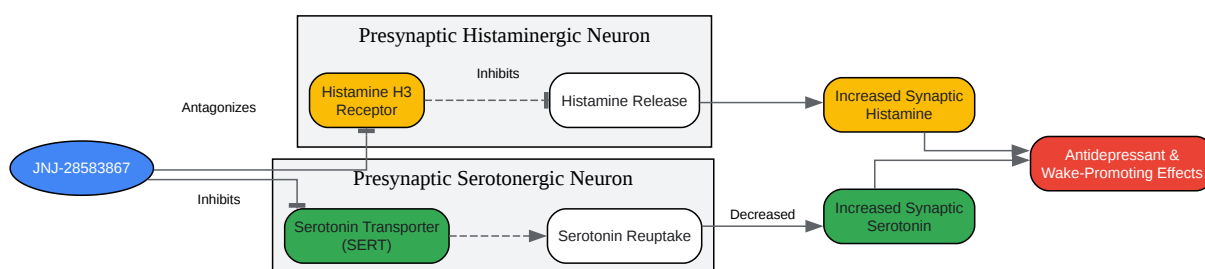 Presynaptic Histaminergic Neuron
Inhibits
Antagonizes
Histamine H3
Receptor
Histamine Release
Increased Synaptic
Histamine
JNJ-28583867
Antidepressant &
Wake-Promoting Effects
Presynaptic Serotonergic Neuron
Inhibits
Serotonin Transporter
(SERT)
Serotonin Reuptake
Decreased
Increased Synaptic
Serotonin